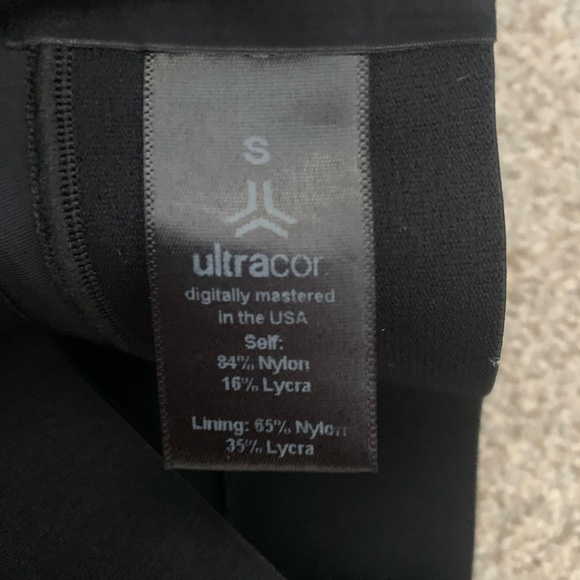 S
ultracor.
digitally mastered
in the USA
Self:
84% Nylon
16% Lycra
Lining: 65% Nylon
35% Lycra